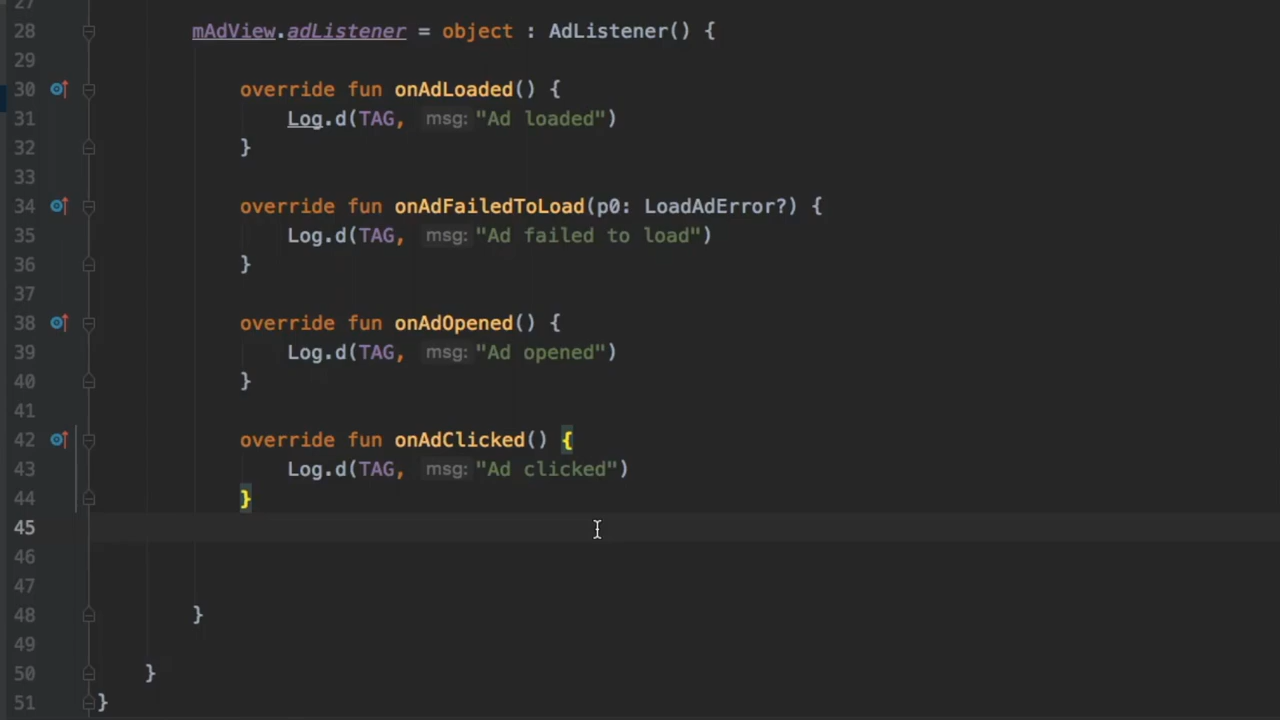 27
28 mAdView.adListener = object : AdListener() {
29
30 override fun onAdLoaded() {
31 Log.d(TAG, msg: "Ad loaded")
32 }
33
34 override fun onAdFailedToLoad(p0: LoadAdError?) {
35 Log.d(TAG, msg: "Ad failed to load")
36 }
37
38 override fun onAdOpened() {
39 Log.d(TAG, msg: "Ad opened")
40 }
41
42 override fun onAdClicked() {
43 Log.d(TAG, msg: "Ad clicked")
44 }
45
46
47
48 }
49
50 }
51 }